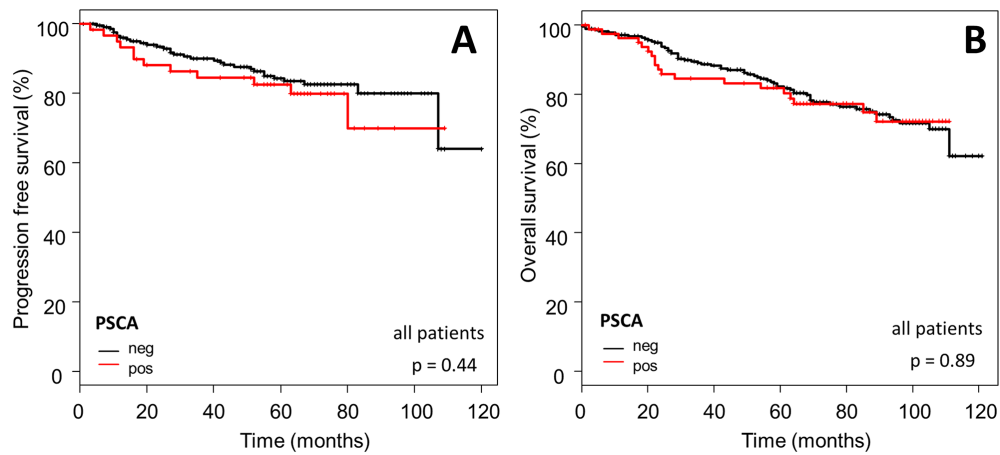 A
Progression free survival (%)
100
80
60
40
20
0
PSCA
neg
pos
all patients
p = 0.44
0 20 40 60 80 100 120
Time (months)
B
Overall survival (%)
100
80
60
40
20
0
PSCA
neg
pos
all patients
p = 0.89
0 20 40 60 80 100 120
Time (months)